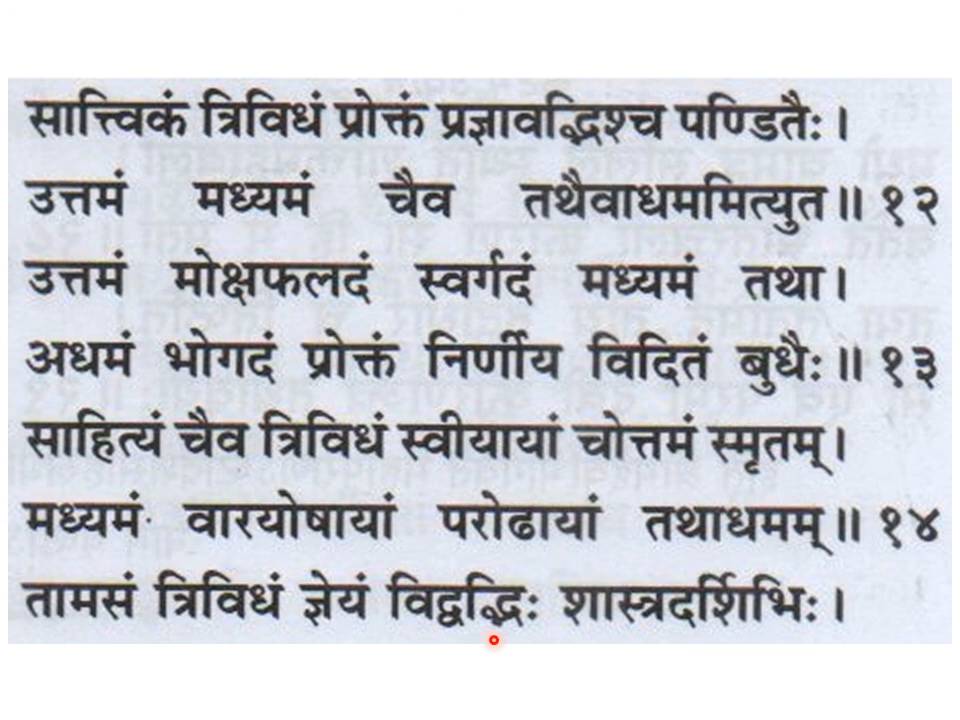 सात्त्विकं त्रिविधं प्रोक्तं प्रज्ञावद्भिश्च पण्डितैः ।
उत्तमं मध्यमं चैव तथैवाधममित्युत ॥ १२
उत्तमं मोक्षफलदं स्वर्गदं मध्यमं तथा ।
अधमं भोगदं प्रोक्तं निर्णीय विदितं बुधैः ॥ १३
साहित्यं चैव त्रिविधं स्वीयायां चोत्तमं स्मृतम् ।
मध्यमं वारयोषायां परोढायां तथाधमम् ॥ १४
तामसं त्रिविधं ज्ञेयं विद्वद्भिः शास्त्रदर्शिभिः ।